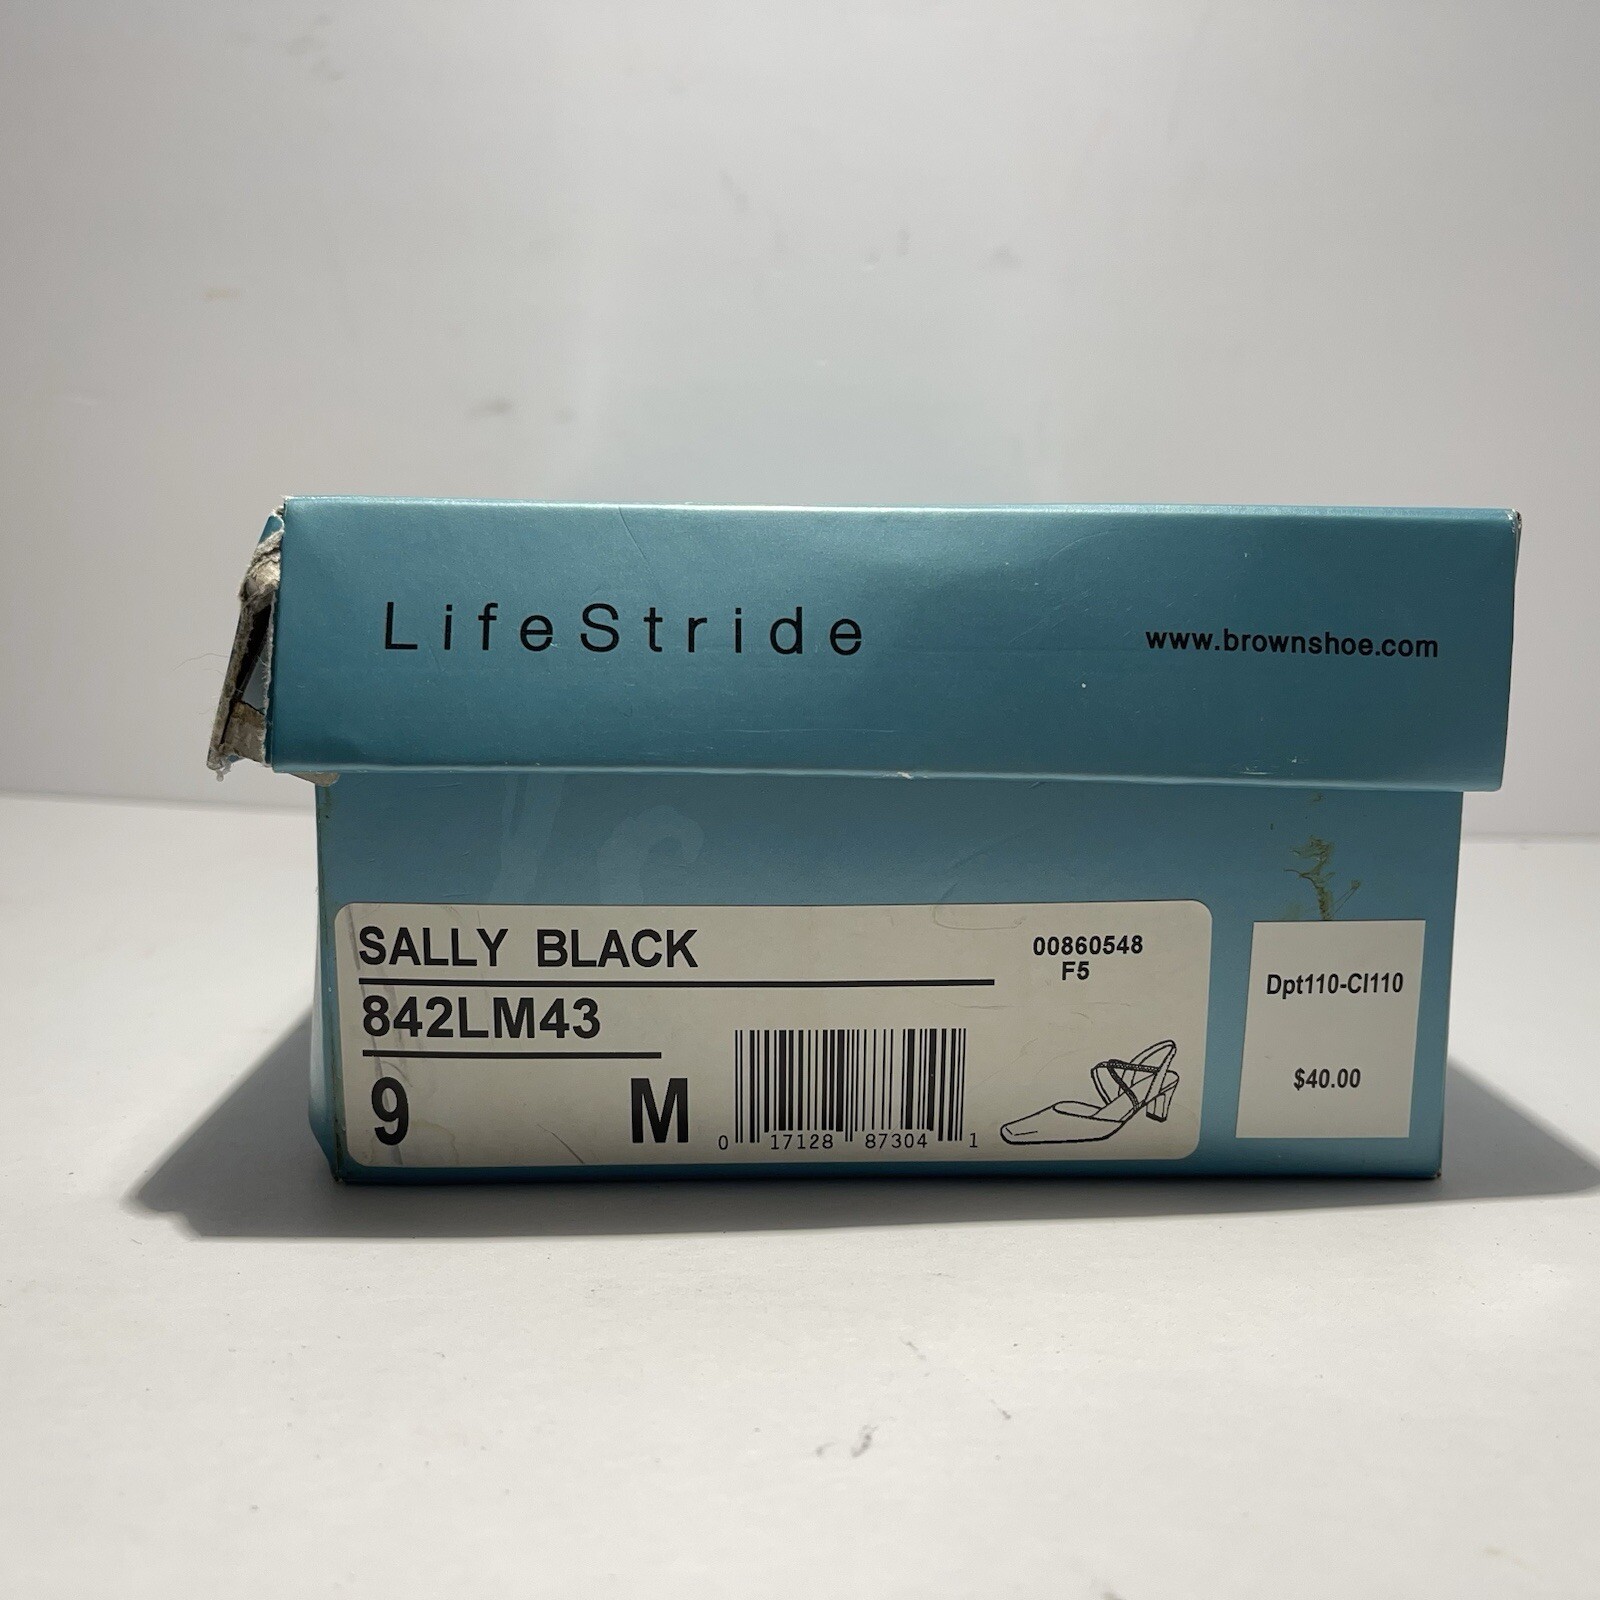 LifeStride
www.brownshoe.com
SALLY BLACK
00860548
F5
842LM43
9 M
0 17128 87304 1
Dpt110-Cl110
$40.00